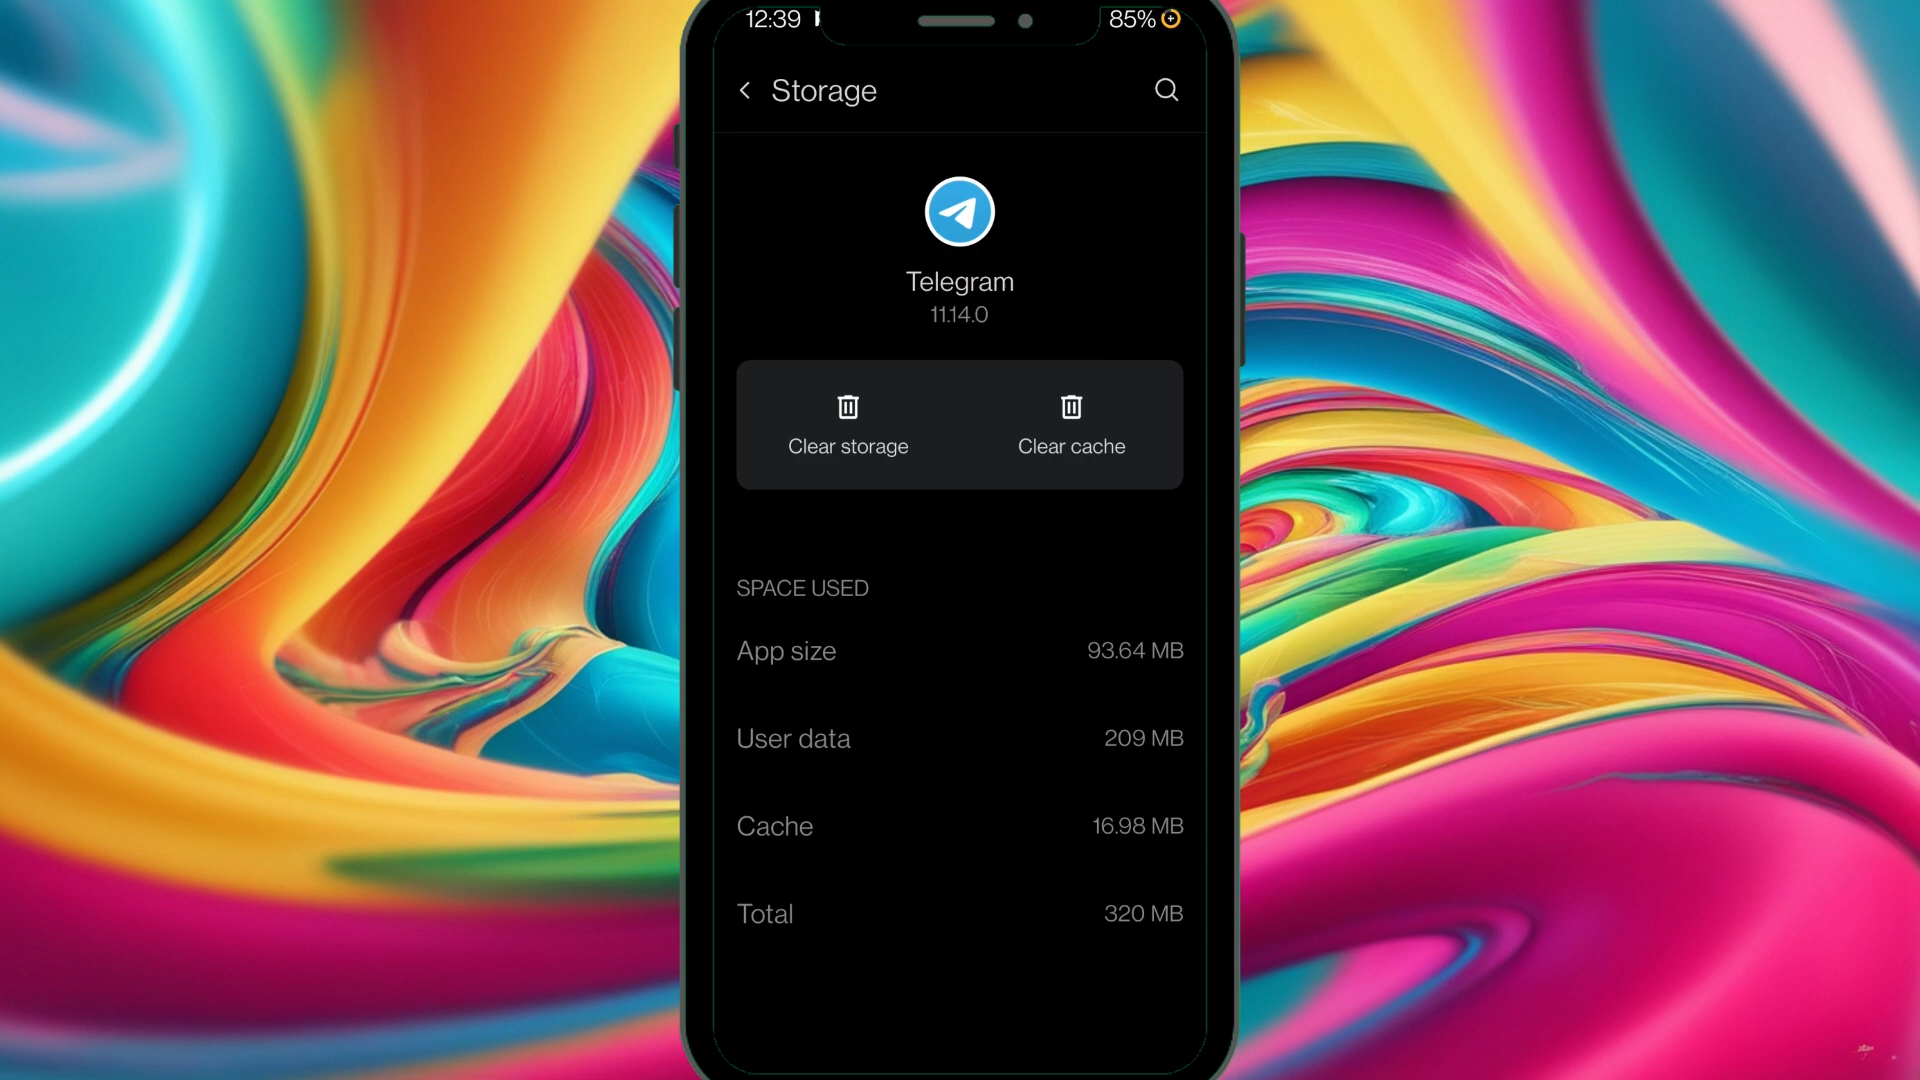 12:39
85%
Storage
Telegram
11.14.0
Clear storage
Clear cache
SPACE USED
App size
93.64 MB
User data
209 MB
Cache
16.98 MB
Total
320 MB